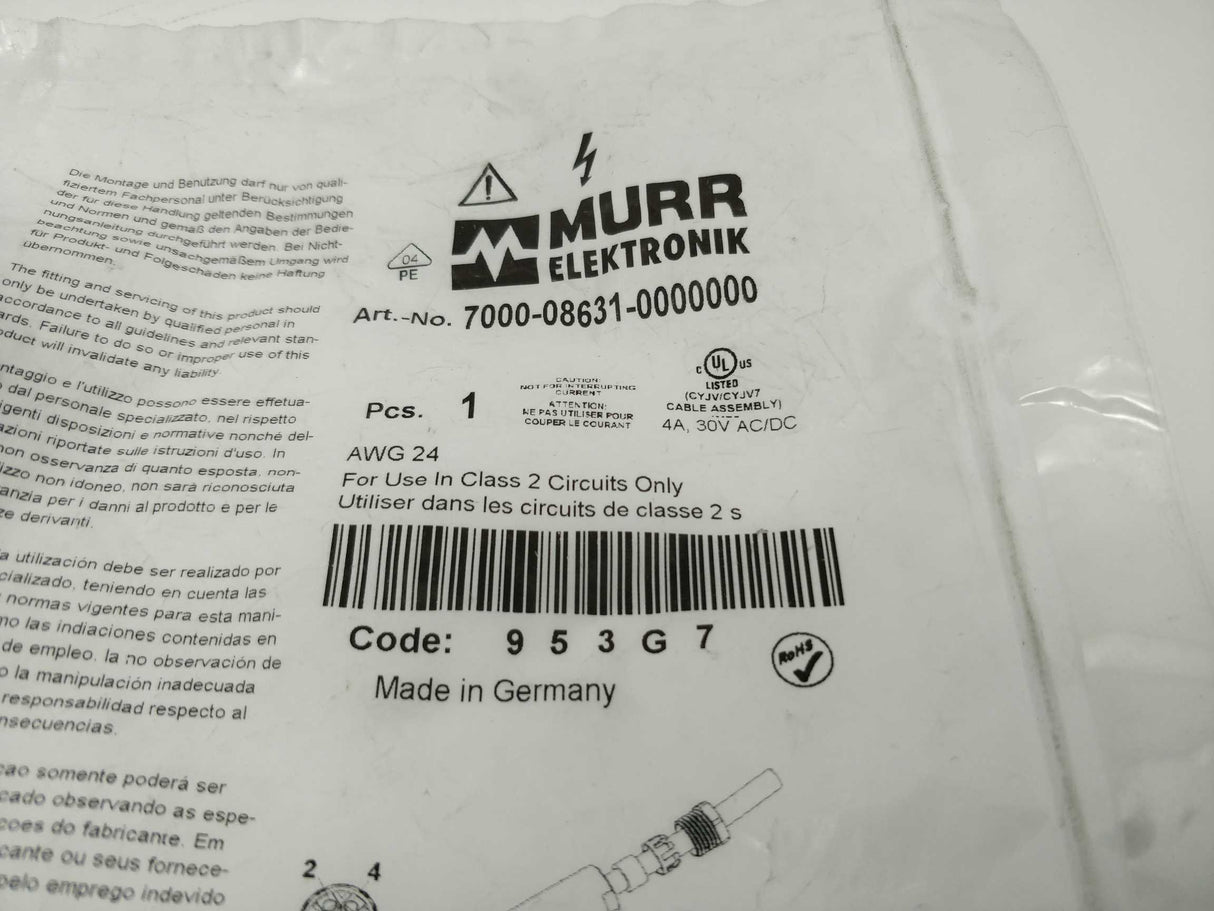 Die Montage und Benutzung darf nur von quali-
fiziertem Fachpersonal unter Berücksichtigung
der für diese Handlung geltenden Bestimmungen
und Normen und gemäß den Angaben der Bedie-
nungsanleitung durchgeführt werden. Bei Nicht-
beachtung sowie unsachgemäßem Umgang wird
für Produkt- und Folgeschäden keine Haftung
übernommen.
The fitting and servicing of this product should
only be undertaken by qualified personal in
accordance to all guidelines and relevant stan-
ards. Failure to do so or improper use of this
oduct will invalidate any liability.
ntaggio e l'utilizzo possono essere effetua-
dal personale specializzato, nel rispetto
igenti disposizioni e normative nonché del-
azioni riportate sulle istruzioni d'uso. In
non osservanza di quanto esposta, non-
izzo non idoneo, non sarà riconosciuta
anzia per i danni al prodotto e per le
ze derivanti.
a utilización debe ser realizado por
cializado, teniendo en cuenta las
normas vigentes para esta mani-
mo las indiaciones contenidas en
de empleo. la no observación de
o la manipulación inadecuada
responsabilidad respecto al
nsecuencias.
cao somente poderá ser
cado observando as espe-
coes do fabricante. Em
cante ou seus fornece-
pelo emprego indevido
MURR
ELEKTRONIK
04
PE
Art.-No. 7000-08631-0000000
Pcs. 1
CAUTION:
NOT FOR INTERRUPTING
CURRENT
ATTENTION:
NE PAS UTILISER POUR
COUPER LE COURANT
c UL us
LISTED
(CYJV/CYJV7
CABLE ASSEMBLY)
4A, 30V AC/DC
AWG 24
For Use In Class 2 Circuits Only
Utiliser dans les circuits de classe 2 s
Code: 953G7
RoHS
Made in Germany
2 4